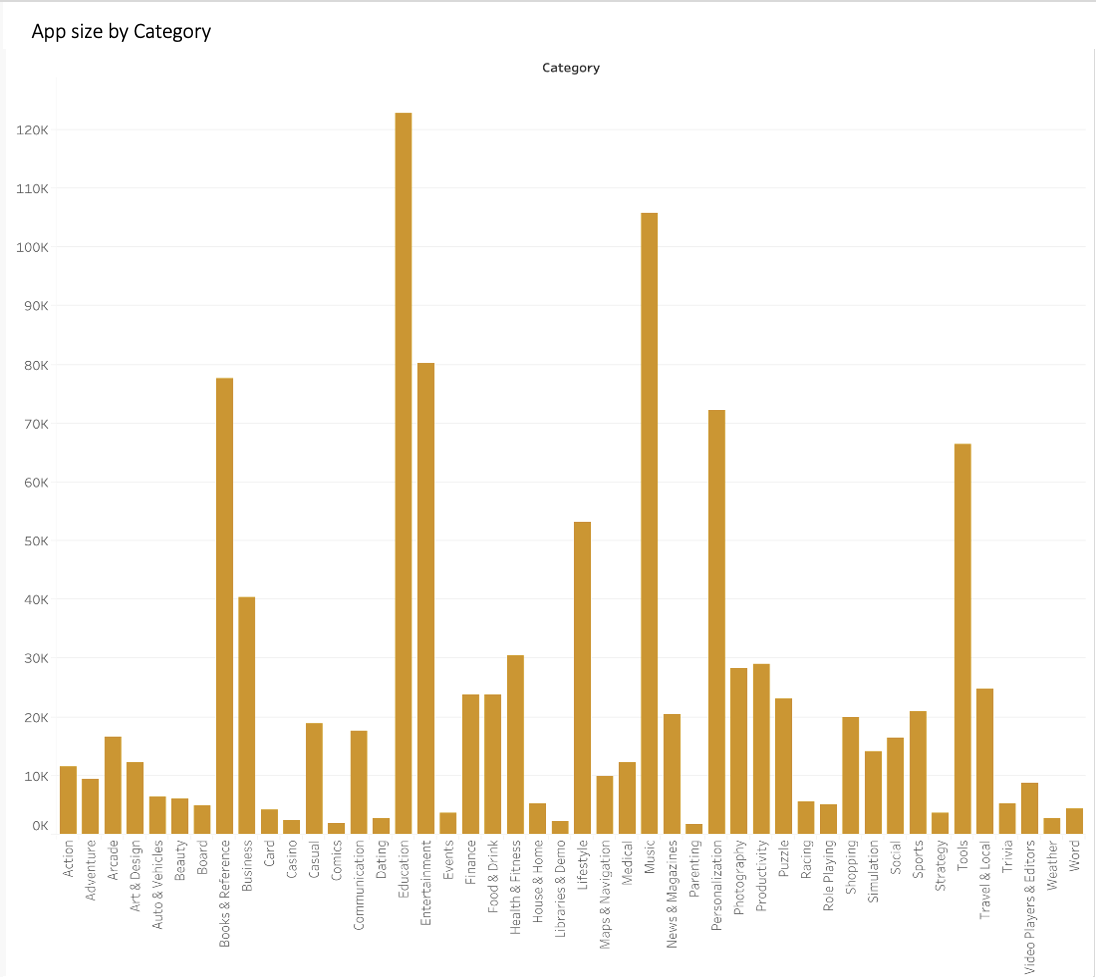 App size by Category
Category
120K
110K
100K
90K
80K
70K
60K
50K
40K
30K
20K
10K
0K
Action
Adventure
Arcade
Art & Design
Auto & Vehicles
Beauty
Board
Books & Reference
Business
Card
Casino
Casual
Comics
Communication
Dating
Education
Entertainment
Events
Finance
Food & Drink
Health & Fitness
House & Home
Libraries & Demo
Lifestyle
Maps & Navigation
Medical
Music
News & Magazines
Parenting
Personalization
Photography
Productivity
Puzzle
Racing
Role Playing
Shopping
Simulation
Social
Sports
Strategy
Tools
Travel & Local
Trivia
Video Players & Editors
Weather
Word